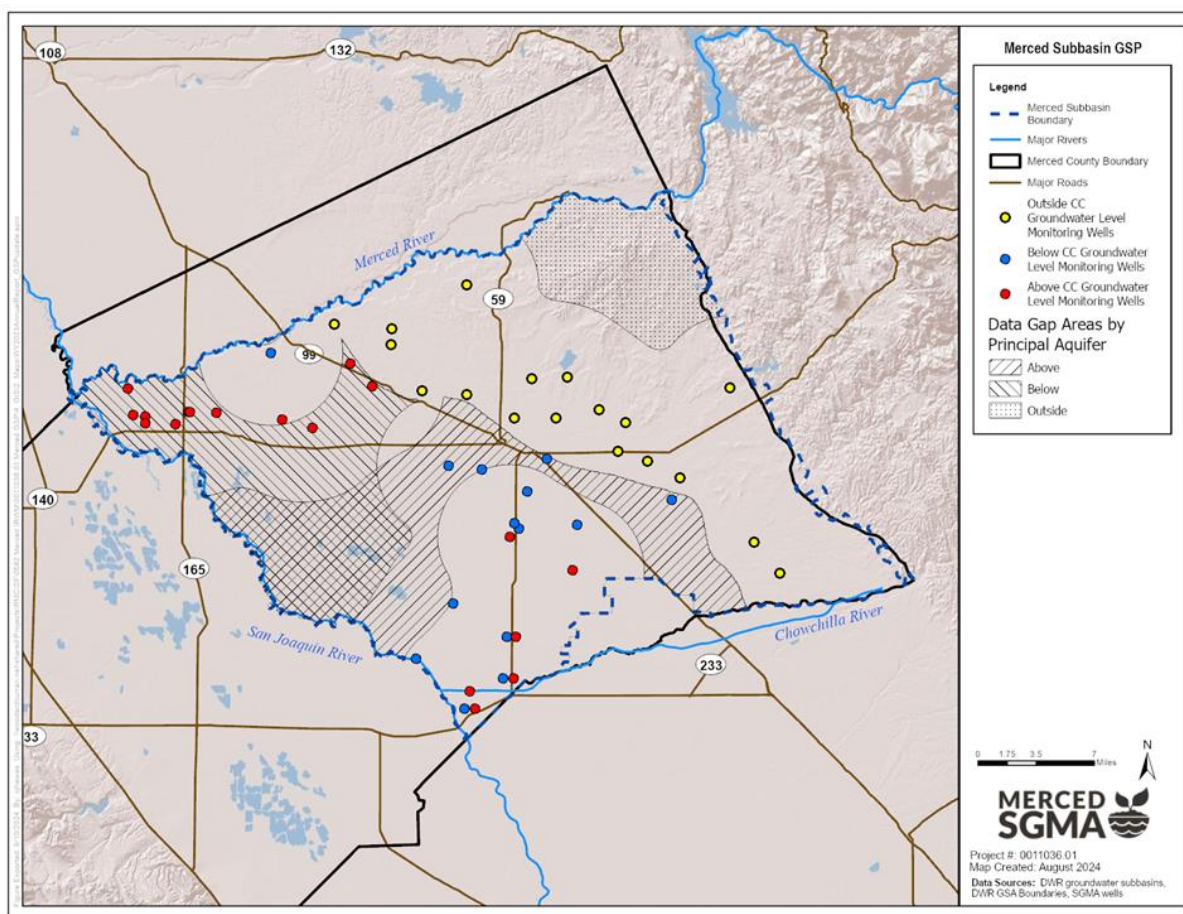 108
132
Merced River
59
99
140
165
San Joaquin River
Chowchilla River
233
33
Merced Subbasin GSP
Legend
Merced Subbasin
Boundary
Major Rivers
Merced County Boundary
Major Roads
Outside CC
Groundwater Level
Monitoring Wells
Below CC Groundwater
Level Monitoring Wells
Above CC Groundwater
Level Monitoring Wells
Data Gap Areas by
Principal Aquifer
Above
Below
Outside
0 1.75 3.5 7
Miles
N
MERCED
SGMA
Project #: 0011036.01
Map Created: August 2024
Data Sources: DWR groundwater subbasins,
DWR GSA Boundaries, SGMA wells